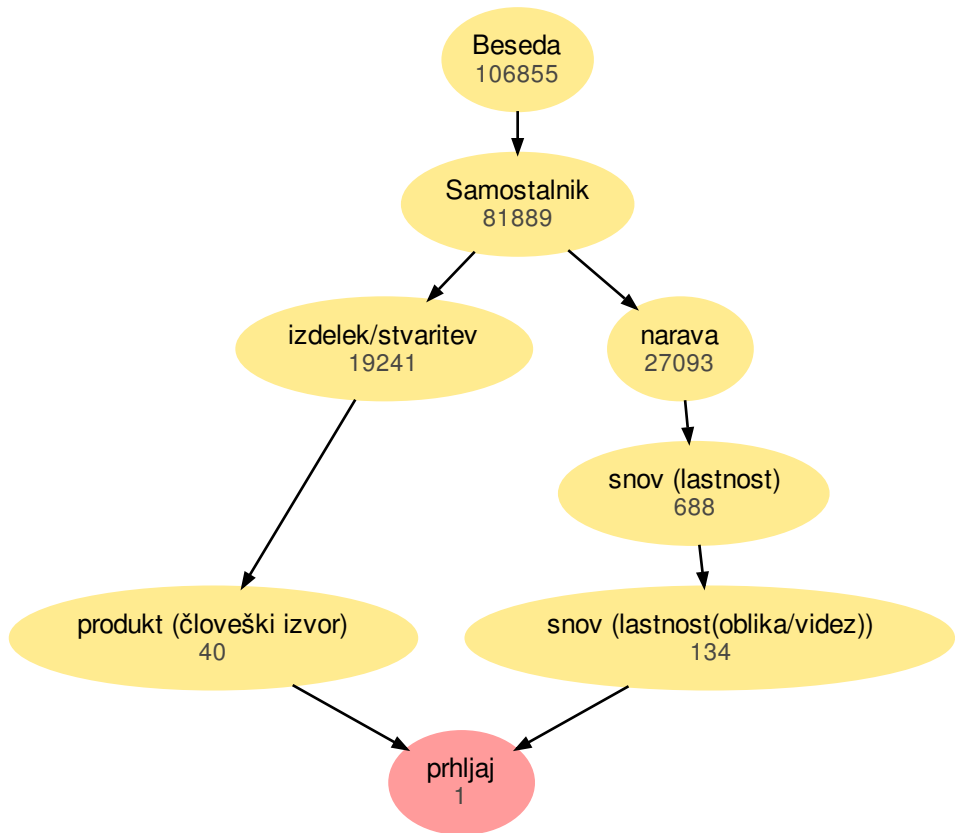 Beseda
106855
Samostalnik
81889
izdelek/stvaritev
19241
narava
27093
snov (lastnost)
688
produkt (človeški izvor)
40
snov (lastnost(oblika/videz))
134
prhljaj
1